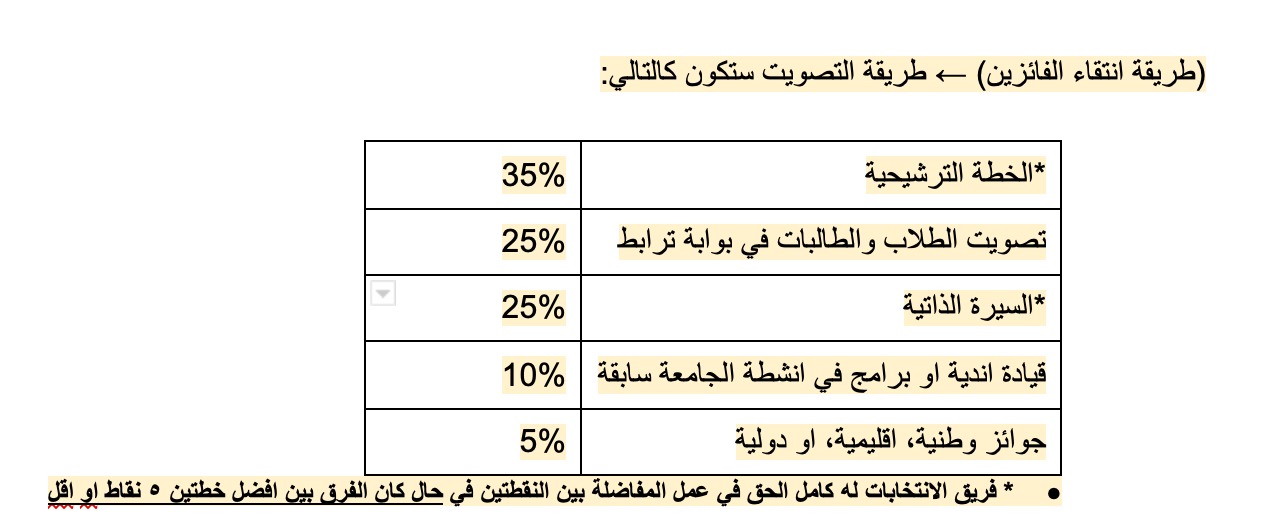 (طريقة انتقاء الفائزين) ← طريقة التصويت ستكون كالتالي:
*الخطة الترشيحية 35%
تصويت الطلاب والطالبات في بوابة ترابط 25%
*السيرة الذاتية 25%
قيادة اندية او برامج في انشطة الجامعة سابقة 10%
جوائز وطنية، اقليمية، او دولية 5%
● * فريق الانتخابات له كامل الحق في عمل المفاضلة بين النقطتين في حال كان الفرق بين افضل خطتين ٥ نقاط او اقل